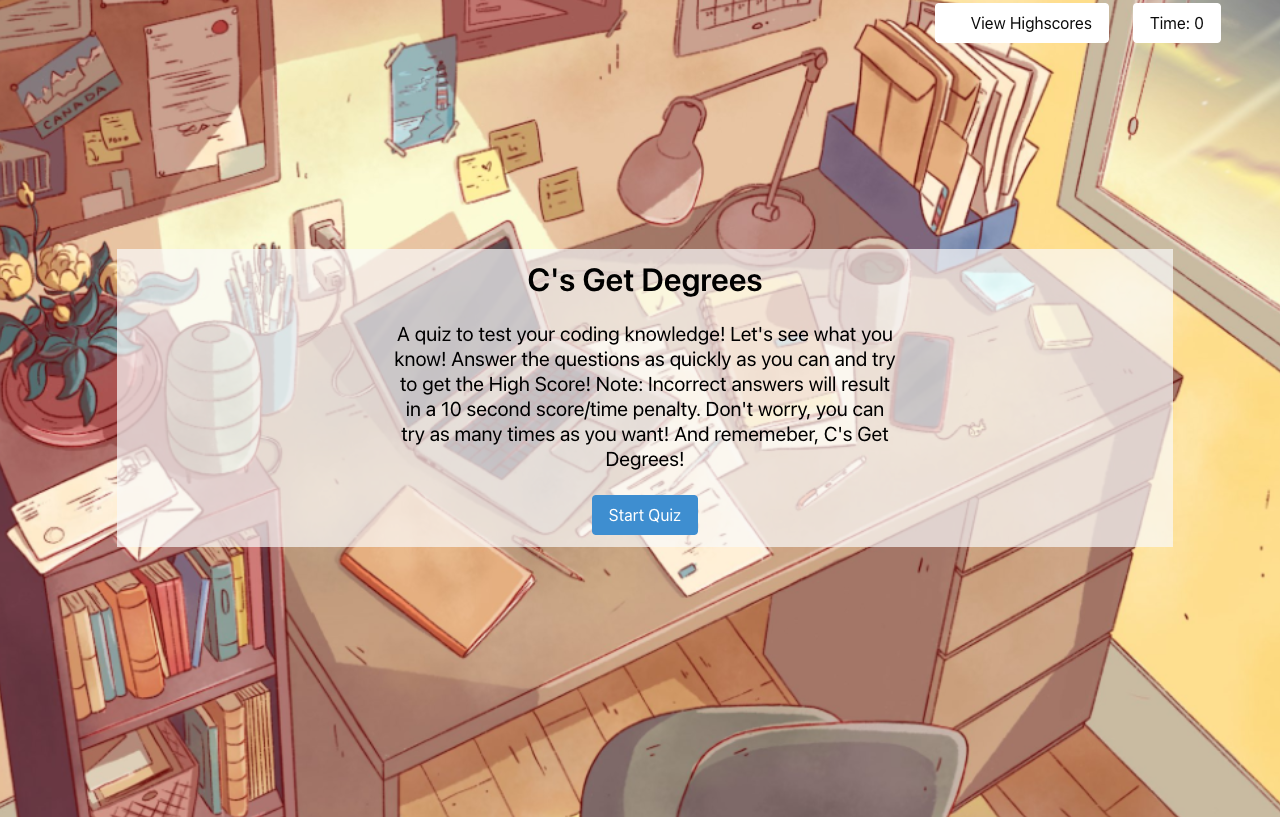 View Highscores
Time: 0
CANADA
C's Get Degrees
A quiz to test your coding knowledge! Let's see what you
know! Answer the questions as quickly as you can and try
to get the High Score! Note: Incorrect answers will result
in a 10 second score/time penalty. Don't worry, you can
try as many times as you want! And rememeber, C's Get
Degrees!
Start Quiz